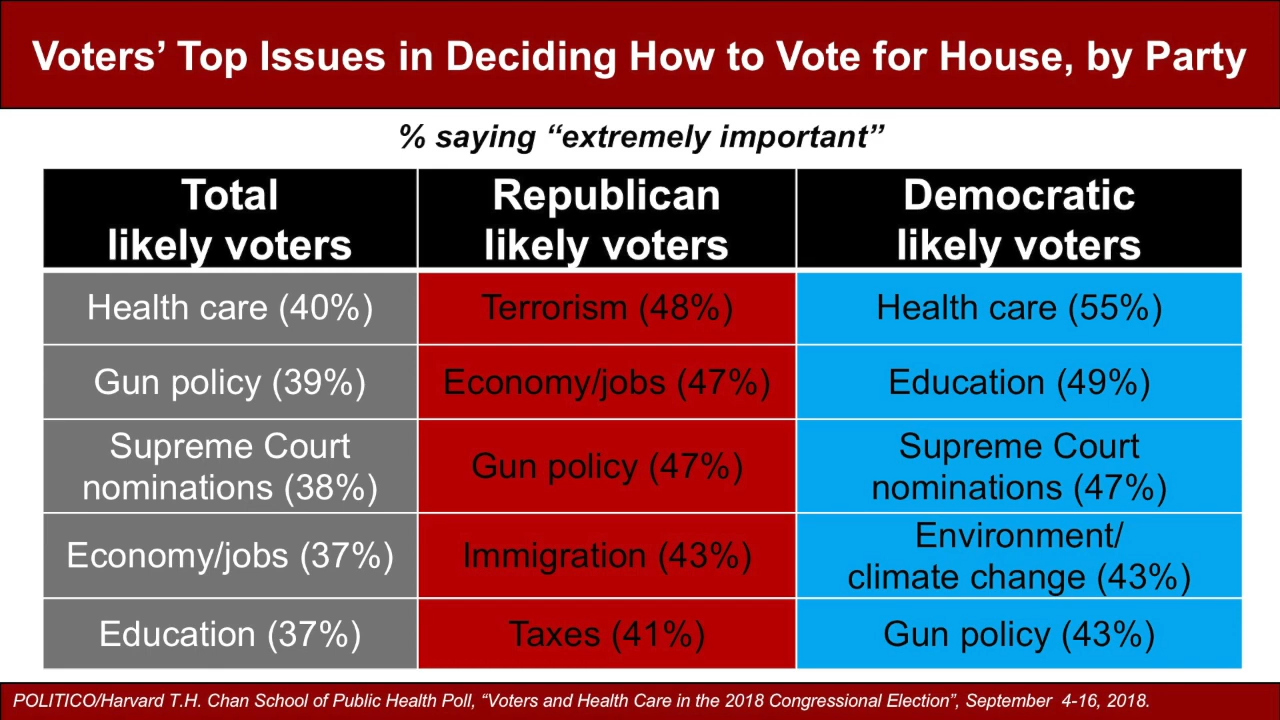 Voters’ Top Issues in Deciding How to Vote for House, by Party
% saying “extremely important”
Total
likely voters
Republican
likely voters
Democratic
likely voters
Health care (40%)
Terrorism (48%)
Health care (55%)
Gun policy (39%)
Economy/jobs (47%)
Education (49%)
Supreme Court
nominations (38%)
Gun policy (47%)
Supreme Court
nominations (47%)
Economy/jobs (37%)
Immigration (43%)
Environment/
climate change (43%)
Education (37%)
Taxes (41%)
Gun policy (43%)
POLITICO/Harvard T.H. Chan School of Public Health Poll, “Voters and Health Care in the 2018 Congressional Election”, September 4-16, 2018.